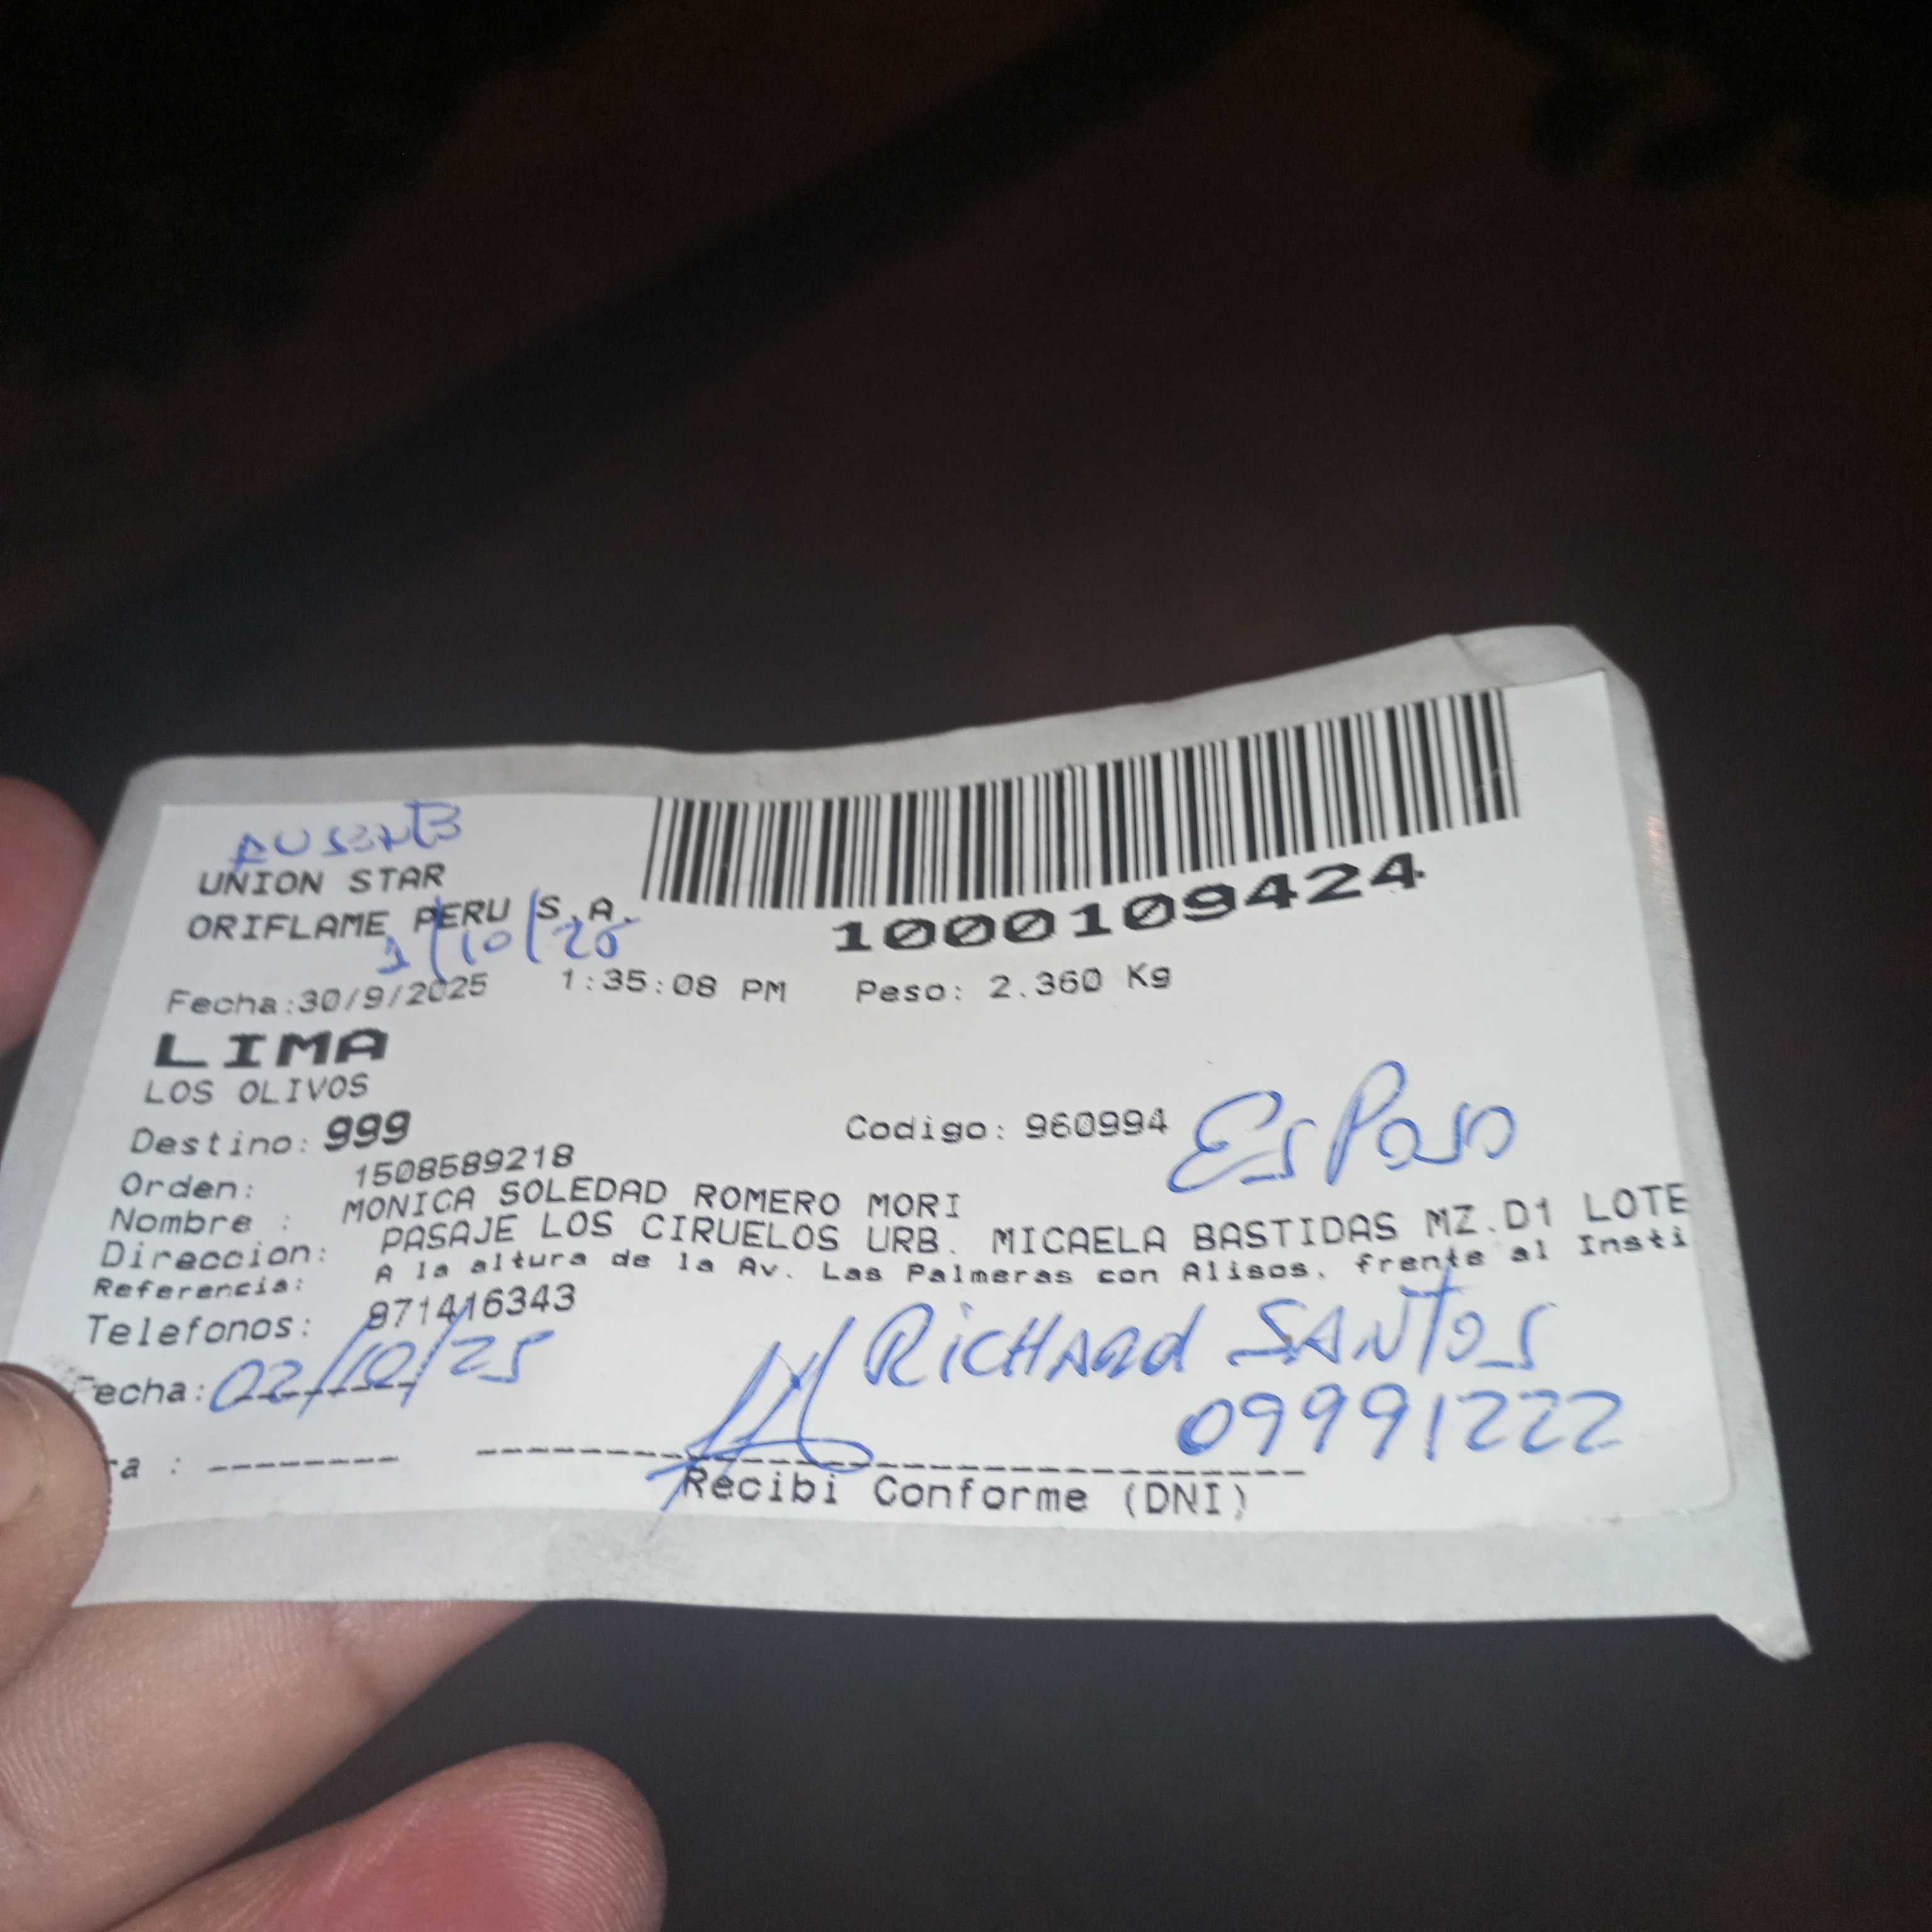 AUSENTE
UNION STAR
ORIFLAME PERU S.A.
1/10/25
1000109424
Fecha:30/9/2025 1:35:08 PM Peso: 2.360 Kg
LIMA
LOS OLIVOS
Destino: 999 Codigo: 960994 EsPoso
Orden: 1508589218
Nombre : MONICA SOLEDAD ROMERO MORI
Direccion: PASAJE LOS CIRUELOS URB. MICAELA BASTIDAS MZ.D1 LOTE
Referencia: A la altura de la Av. Las Palmeras con Alisos, frente al Insti
Telefonos: 971416343
RiCHARd SANTOS
Fecha: 02/10/25
09991222
ra :
Recibi Conforme (DNI)